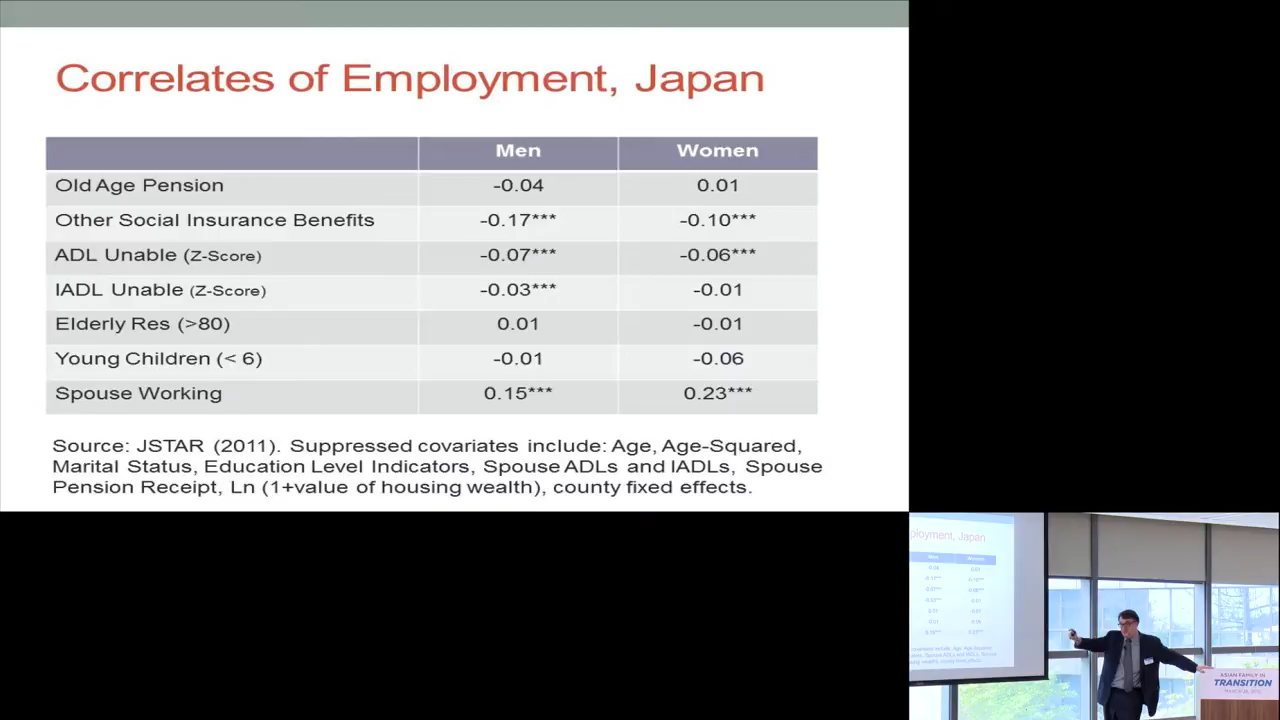 Correlates of Employment, Japan
Men Women
Old Age Pension -0.04 0.01
Other Social Insurance Benefits -0.17*** -0.10***
ADL Unable (Z-Score) -0.07*** -0.06***
IADL Unable (Z-Score) -0.03*** -0.01
Elderly Res (>80) 0.01 -0.01
Young Children (< 6) -0.01 -0.06
Spouse Working 0.15*** 0.23***
Source: JSTAR (2011). Suppressed covariates include: Age, Age-Squared,
Marital Status, Education Level Indicators, Spouse ADLs and IADLs, Spouse
Pension Receipt, Ln (1+value of housing wealth), county fixed effects.
ployment, Japan
Men Women
ASIAN FAMILY IN
TRANSITION